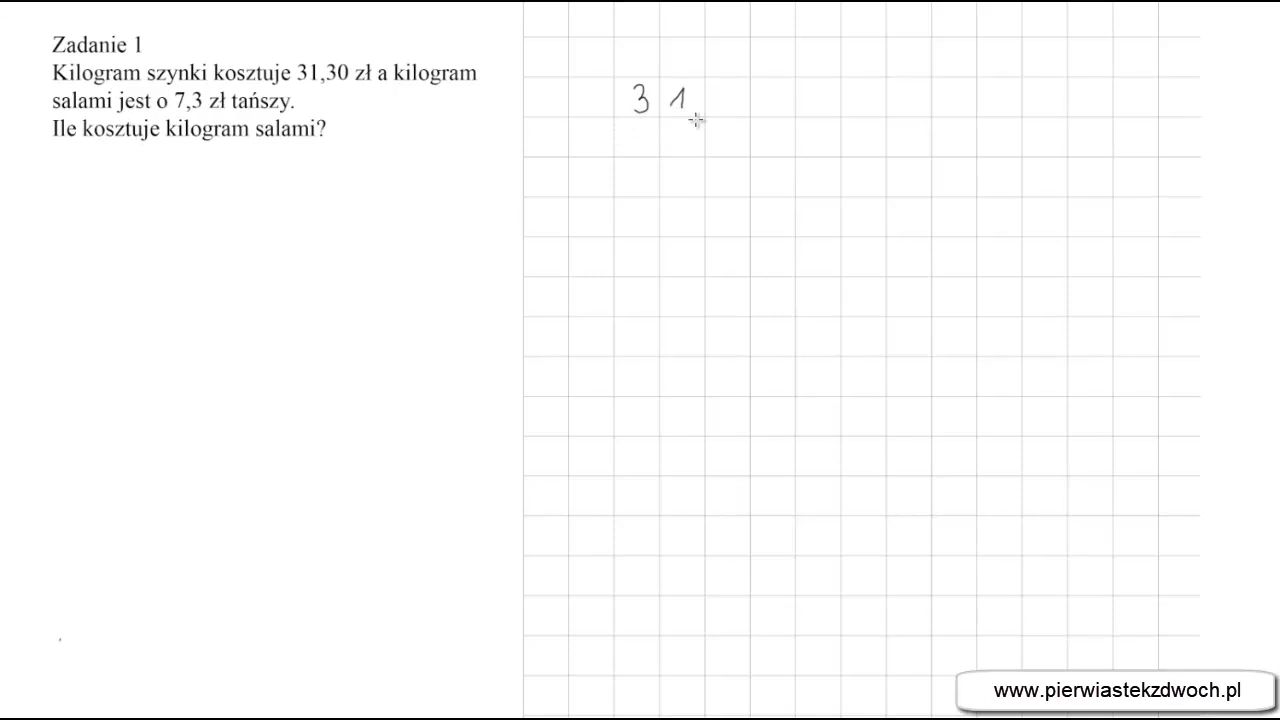 Zadanie 1
Kilogram szynki kosztuje 31,30 zł a kilogram
salami jest o 7,3 zł tańszy.
Ile kosztuje kilogram salami?
3 1
www.pierwiastekzdwoch.pl